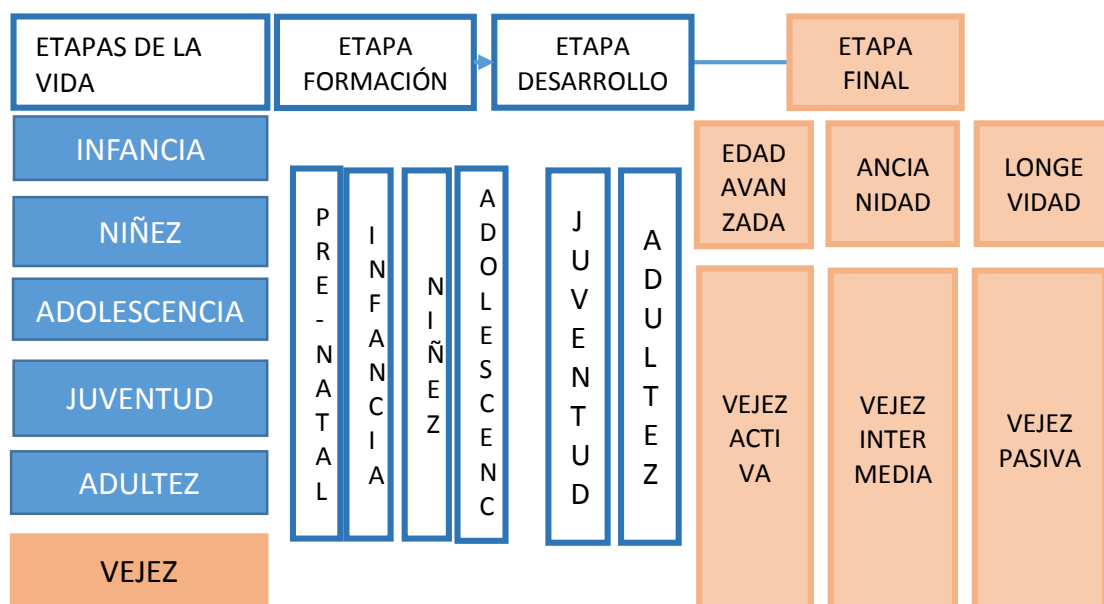 ETAPAS DE LA
VIDA
ETAPA
FORMACIÓN
ETAPA
DESARROLLO
ETAPA
FINAL
INFANCIA
NIÑEZ
ADOLESCENCIA
JUVENTUD
ADULTEZ
VEJEZ
PRE-NATAL
INFANCIA
NIÑEZ
ADOLESCENC
JUVENTUD
ADULTEZ
EDAD
AVAN
ZADA
ANCIA
NIDAD
LONGE
VIDAD
VEJEZ
ACTI
VA
VEJEZ
INTER
MEDIA
VEJEZ
PASIVA